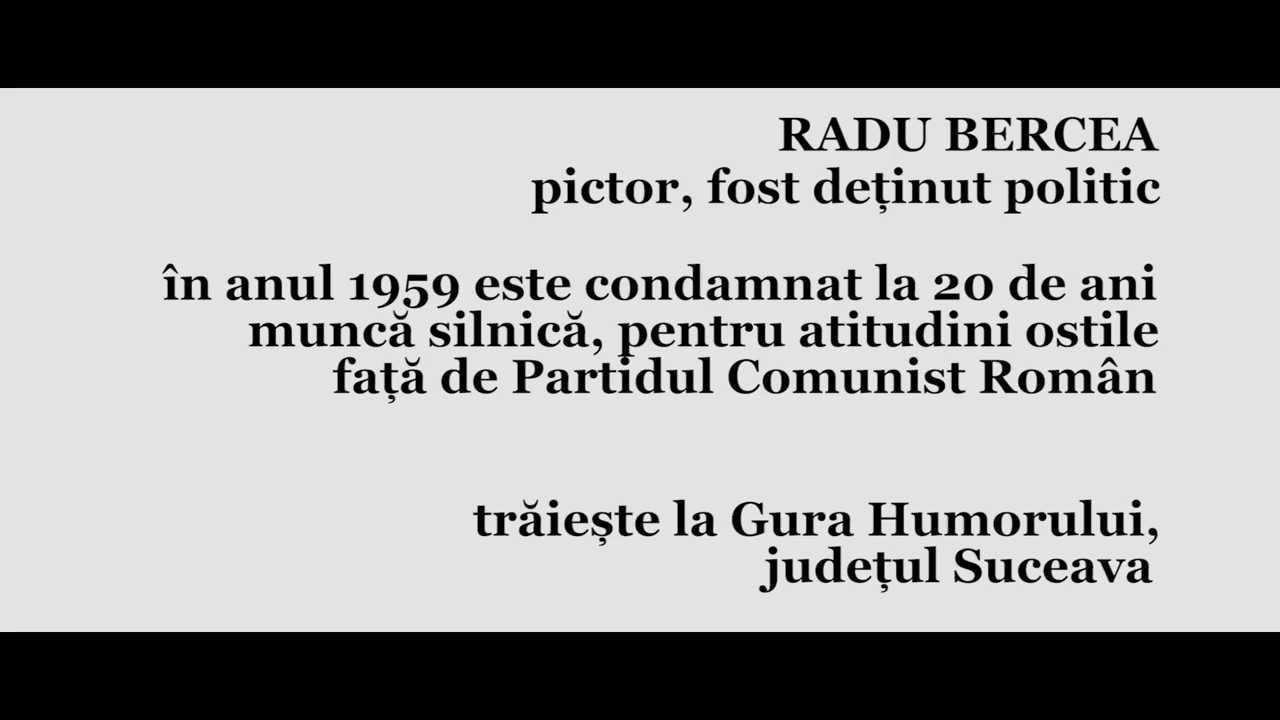 RADU BERCEA
pictor, fost deținut politic
în anul 1959 este condamnat la 20 de ani
muncă silnică, pentru atitudini ostile
față de Partidul Comunist Român
trăiește la Gura Humorului,
județul Suceava